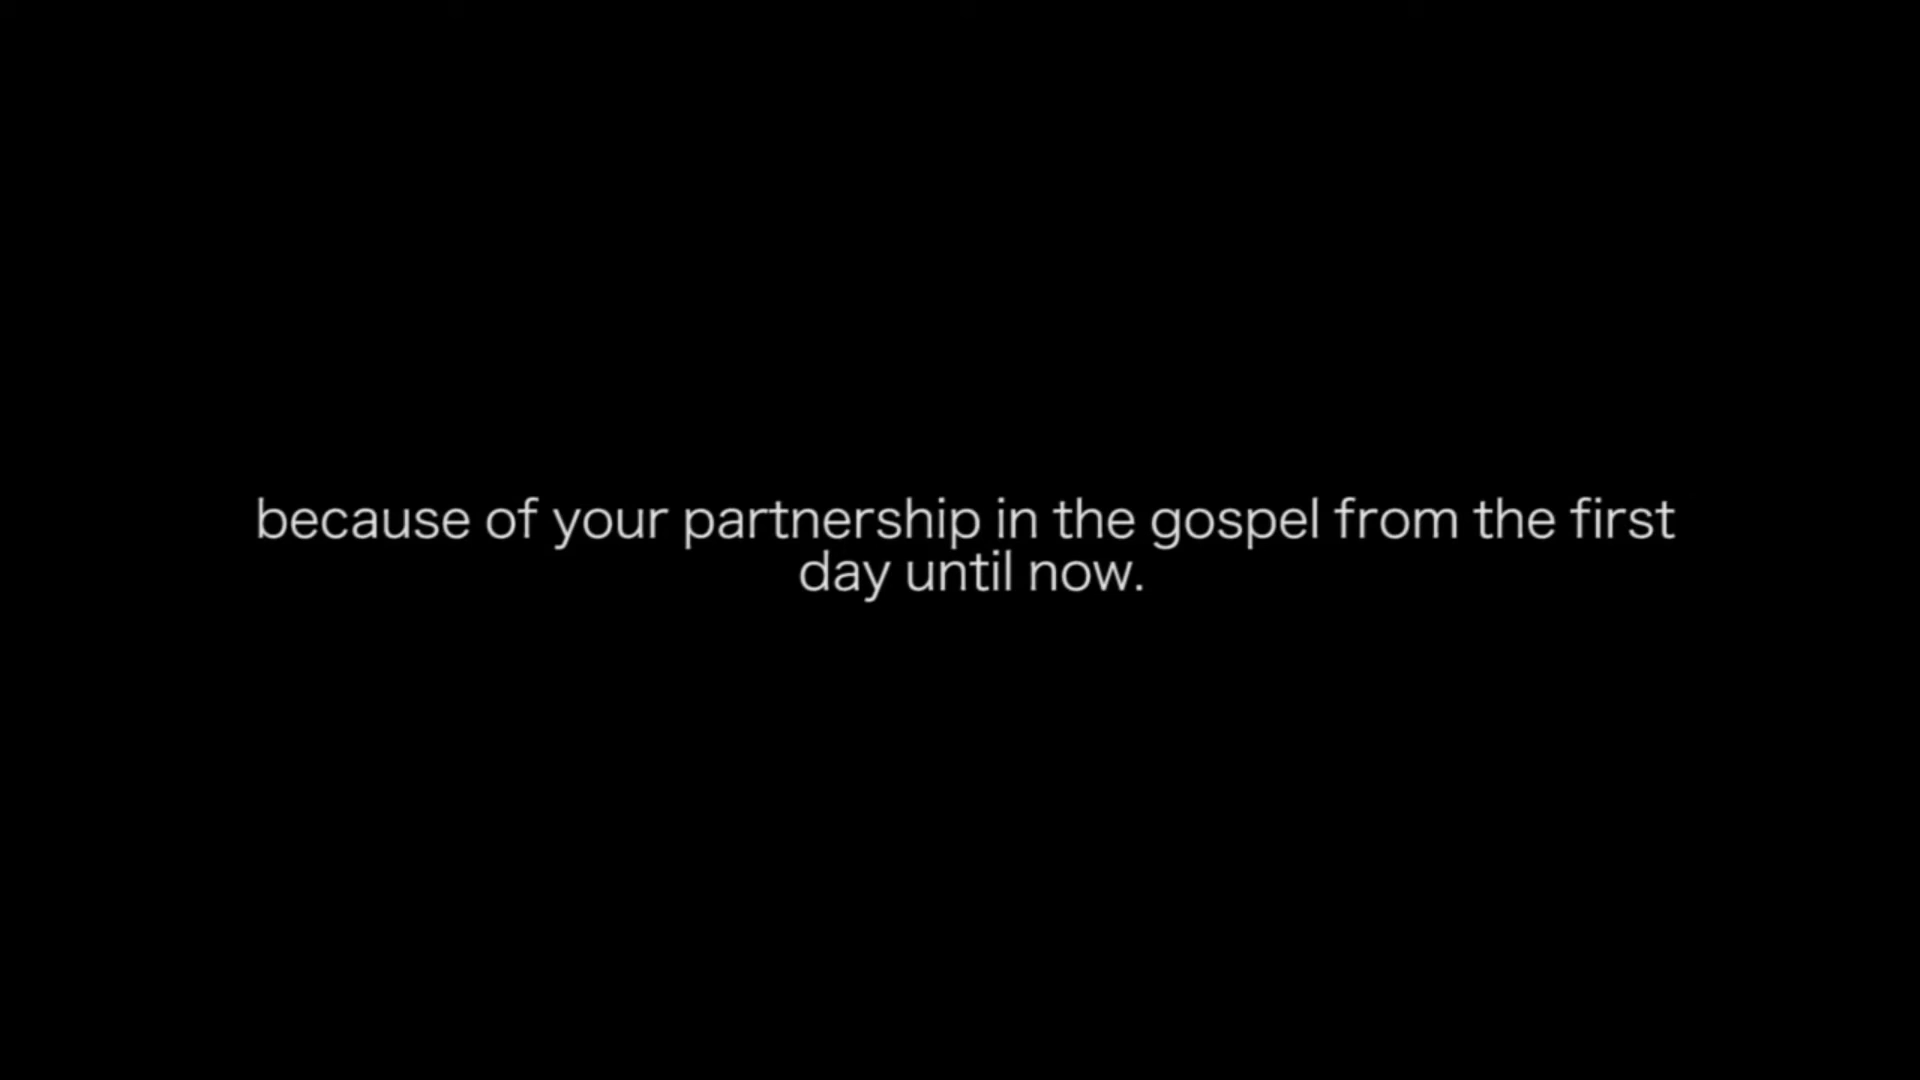 because of your partnership in the gospel from the first
day until now.